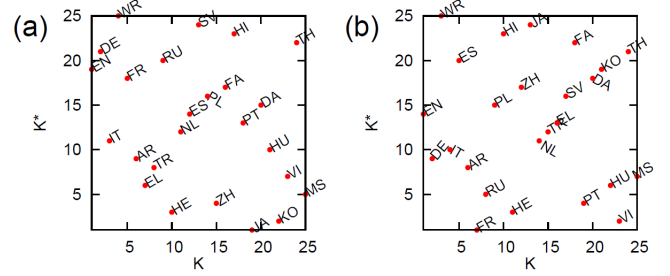 (a)
K*
25
20
15
10
5
5
10
15
20
25
K
WR
SV
HI
TH
DE
EN
FR
RU
FA
PL
ES
DA
NL
PT
IT
AR
TR
EL
HU
VI
MS
HE
ZH
KO
JA
(b)
K*
25
20
15
10
5
5
10
15
20
25
K
WR
HI
JA
FA
TH
ES
KO
DA
ZH
SV
PL
EN
EL
TR
NL
DE
IT
AR
RU
HU
MS
PT
HE
FR
VI